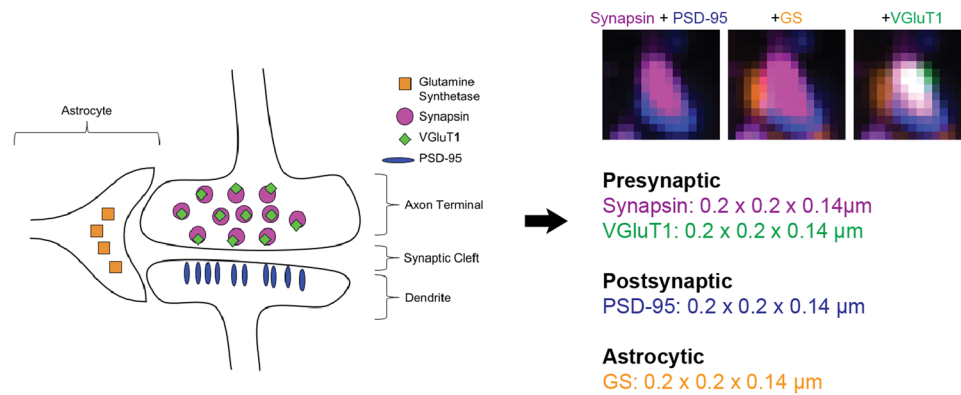 Astrocyte
Glutamine
Synthetase
Synapsin
VGluT1
PSD-95
Axon Terminal
Synaptic Cleft
Dendrite
Synapsin + PSD-95
+GS
+VGluT1
Presynaptic
Synapsin: 0.2 x 0.2 x 0.14µm
VGluT1: 0.2 x 0.2 x 0.14 µm
Postsynaptic
PSD-95: 0.2 x 0.2 x 0.14 µm
Astrocytic
GS: 0.2 x 0.2 x 0.14 µm